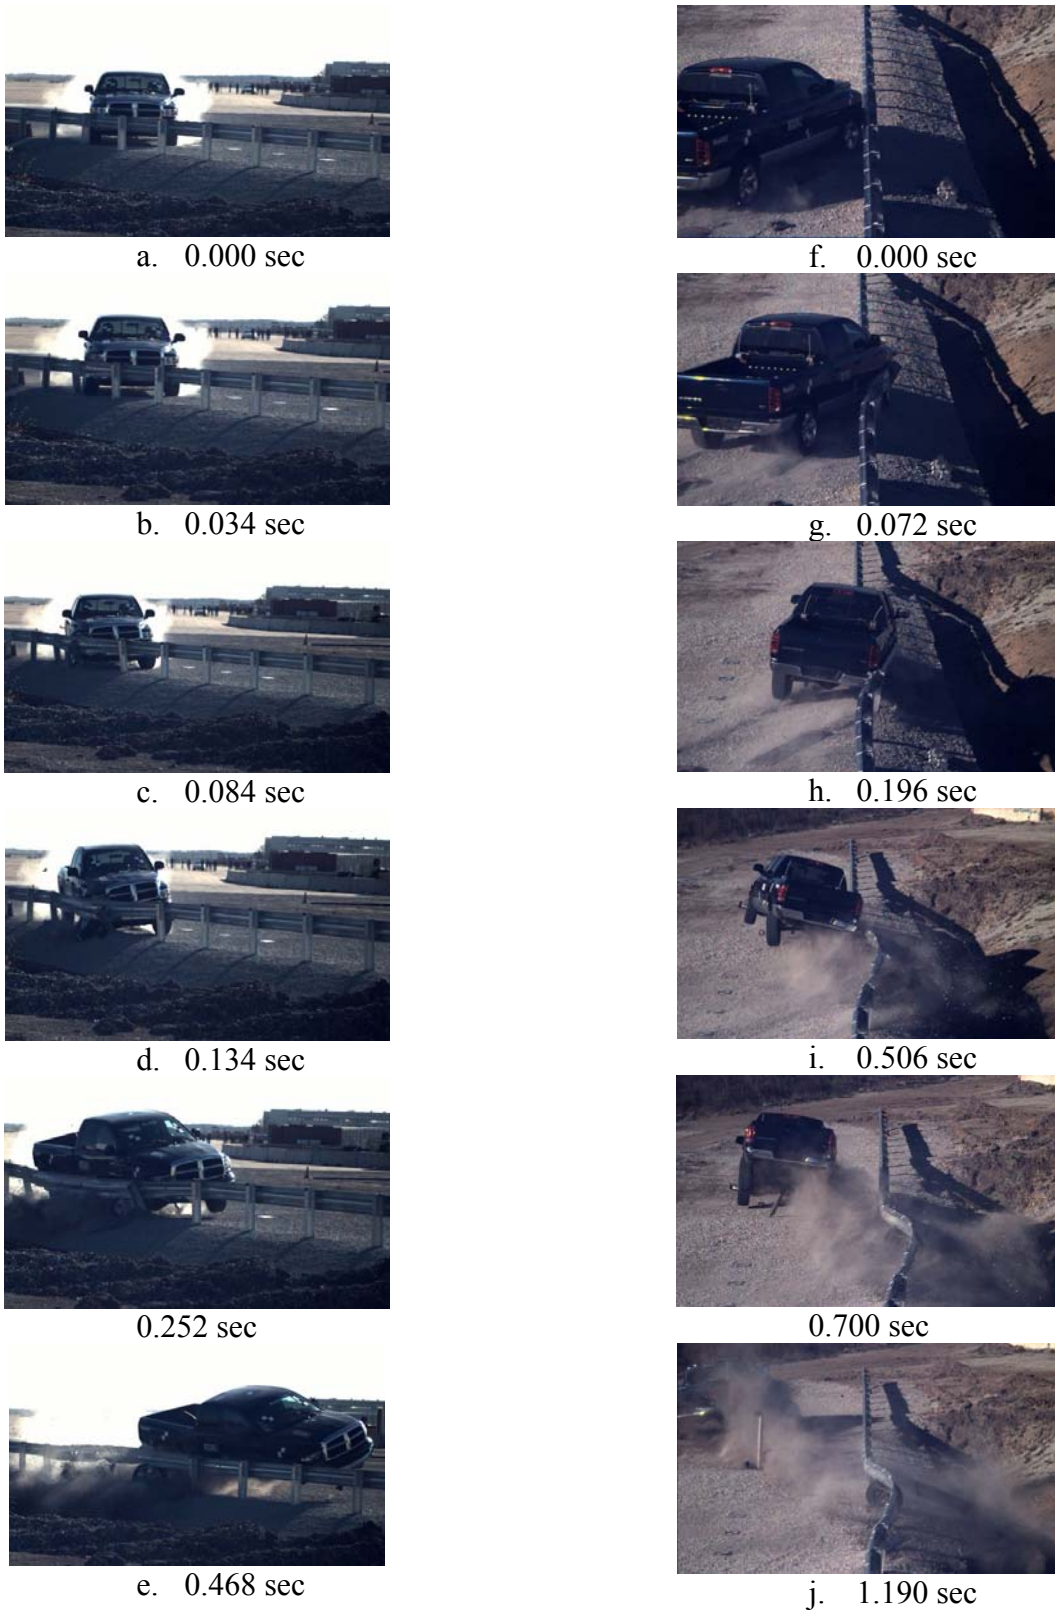 a. 0.000 sec
f. 0.000 sec
b. 0.034 sec
g. 0.072 sec
c. 0.084 sec
h. 0.196 sec
d. 0.134 sec
i. 0.506 sec
0.252 sec
0.700 sec
e. 0.468 sec
j. 1.190 sec